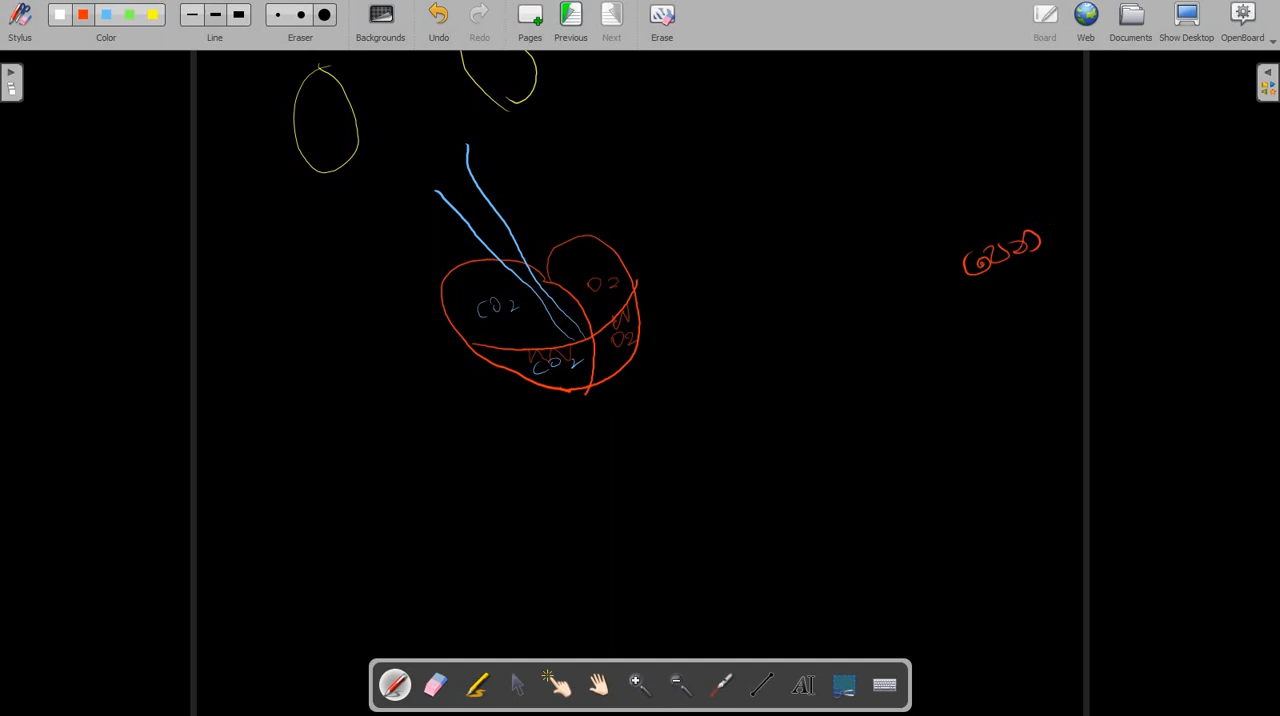 Stylus
Color
Line
Eraser
Backgrounds
Undo
Redo
Pages
Previous
Next
Erase
Board
Web
Documents
Show Desktop
OpenBoard
O2
CO2
O2
CO2
AI